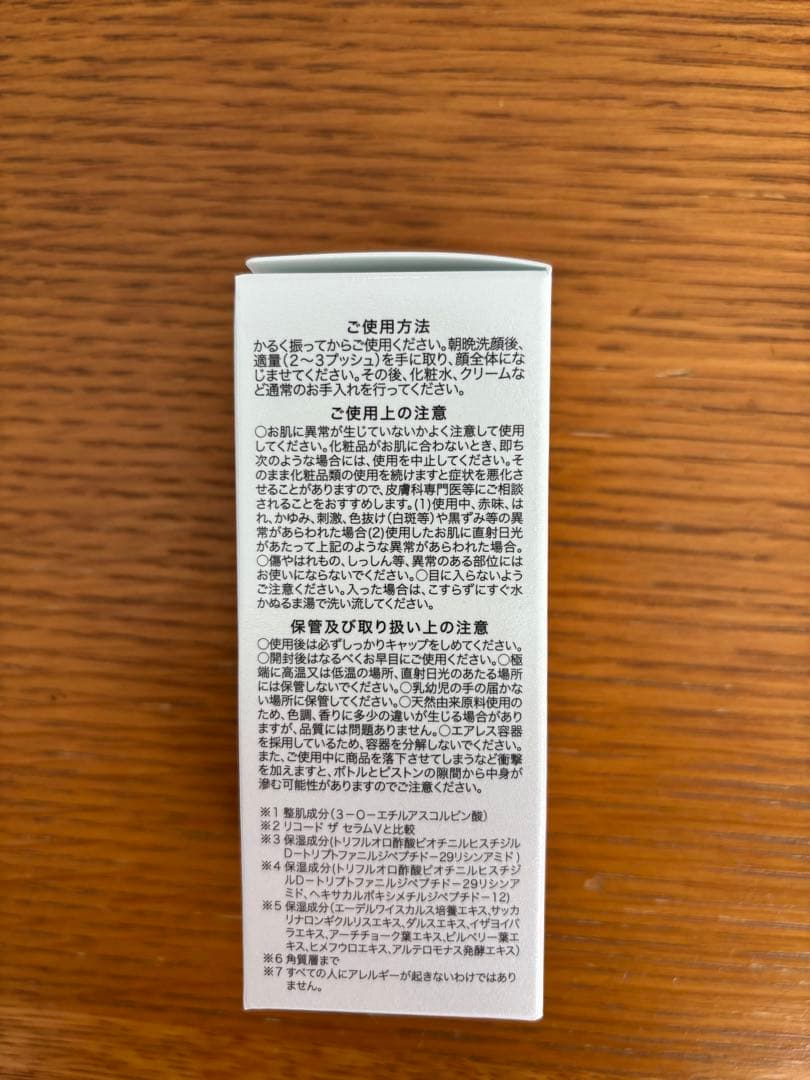 ご使用方法
かるく振ってからご使用ください。朝晩洗顔後、
適量(2〜3プッシュ)を手に取り、顔全体にな
じませてください。その後、化粧水、クリームな
ど通常のお手入れを行ってください。
ご使用上の注意
○お肌に異常が生じていないかよく注意して使用
してください。化粧品がお肌に合わないとき、即ち
次のような場合には、使用を中止してください。そ
のまま化粧品類の使用を続けますと症状を悪化さ
せることがありますので、皮膚科専門医等にご相談
されることをおすすめします。(1)使用中、赤味、は
れ、かゆみ、刺激、色抜け(白斑等)や黒ずみ等の異
常があらわれた場合(2)使用したお肌に直射日光
があたって上記のような異常があらわれた場合。
○傷やはれもの、しっしん等、異常のある部位には
お使いにならないでください。○目に入らないよう
ご注意ください。入った場合は、こすらずにすぐ水
かぬるま湯で洗い流してください。
保管及び取り扱い上の注意
○使用後は必ずしっかりキャップをしめてください。
○開封後はなるべくお早目にご使用ください。○極
端に高温又は低温の場所、直射日光のあたる場所
には保管しないでください。○乳幼児の手の届かな
い場所に保管してください。○天然由来原料使用の
ため、色調、香りに多少の違いが生じる場合があり
ますが、品質には問題ありません。○エアレス容器
を採用しているため、容器を分解しないでください。
また、ご使用中に商品を落下させてしまうなど衝撃
を加えますと、ボトルとピストンの隙間から中身が
滲む可能性がありますのでご注意ください。
※1 整肌成分(3−O−エチルアスコルビン酸)
※2 リコード ザ セラムVと比較
※3 保湿成分(トリフルオロ酢酸ビオチニルヒスチジル
D−トリプトファニルジペプチド−29リシンアミド)
※4 保湿成分(トリフルオロ酢酸ビオチニルヒスチジ
ルD−トリプトファニルジペプチド−29リシンア
ミド、ヘキサカルボキシメチルジペプチド−12)
※5 保湿成分(エーデルワイスカルス培養エキス、サッカ
リナロンギクルリスエキス、ダルスエキス、イザヨイバ
ラエキス、アーチチョーク葉エキス、ビルベリー葉エ
キス、ヒメフウロエキス、アルテロモナス発酵エキス)
※6 角質層まで
※7 すべての人にアレルギーが起きないわけではあり
ません。